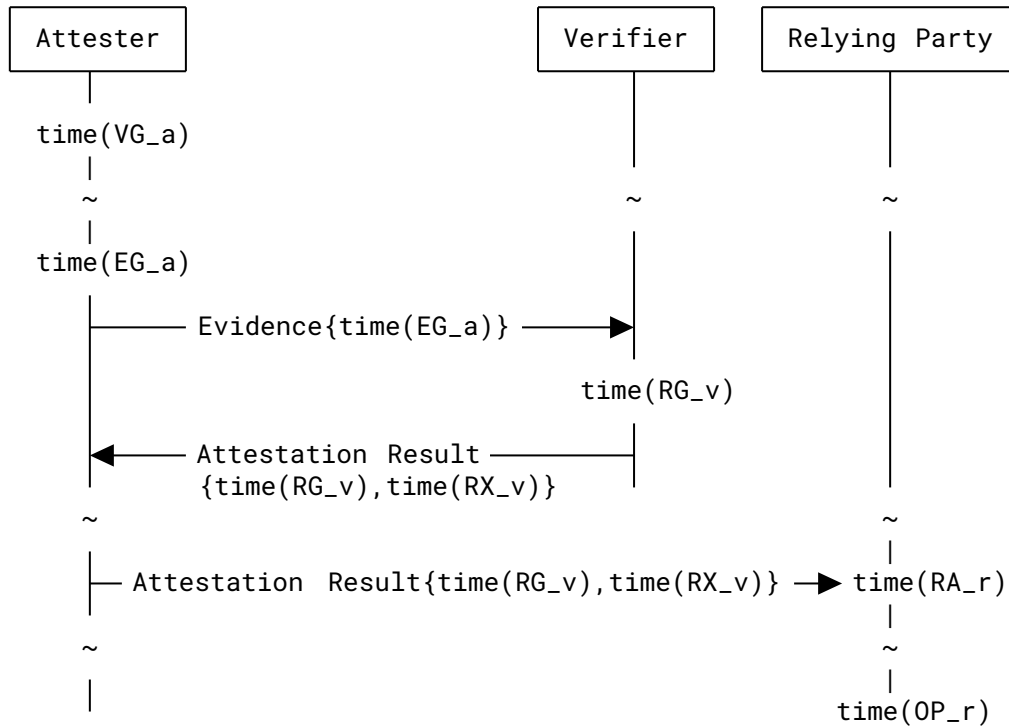 Attester Verifier Relying Party
time(VG_a)
~ ~ ~
time(EG_a)
Evidence{time(EG_a)}
time(RG_v)
Attestation Result
{time(RG_v),time(RX_v)}
~ ~
Attestation Result{time(RG_v),time(RX_v)} time(RA_r)
~ ~
time(OP_r)